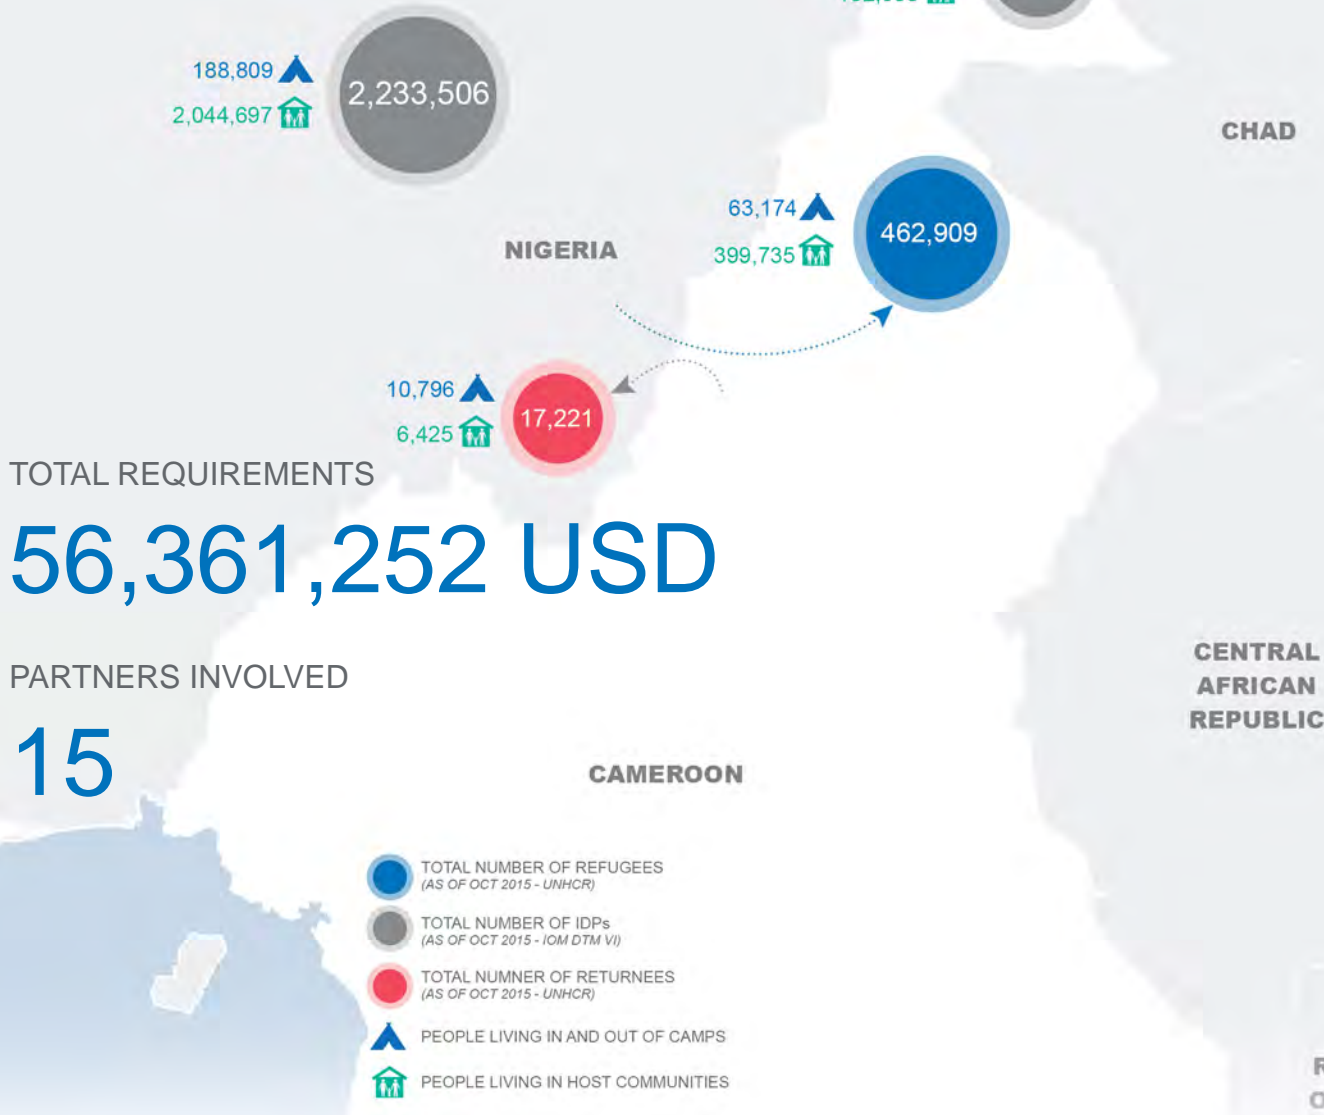 188,809
2,044,697
2,233,506
CHAD
63,174
399,735
462,909
NIGERIA
10,796
6,425
17,221
TOTAL REQUIREMENTS
56,361,252 USD
PARTNERS INVOLVED
15
CENTRAL
AFRICAN
REPUBLIC
CAMEROON
TOTAL NUMBER OF REFUGEES
(AS OF OCT 2015 - UNHCR)
TOTAL NUMBER OF IDPs
(AS OF OCT 2015 - IOM DTM VI)
TOTAL NUMNER OF RETURNEES
(AS OF OCT 2015 - UNHCR)
PEOPLE LIVING IN AND OUT OF CAMPS
PEOPLE LIVING IN HOST COMMUNITIES